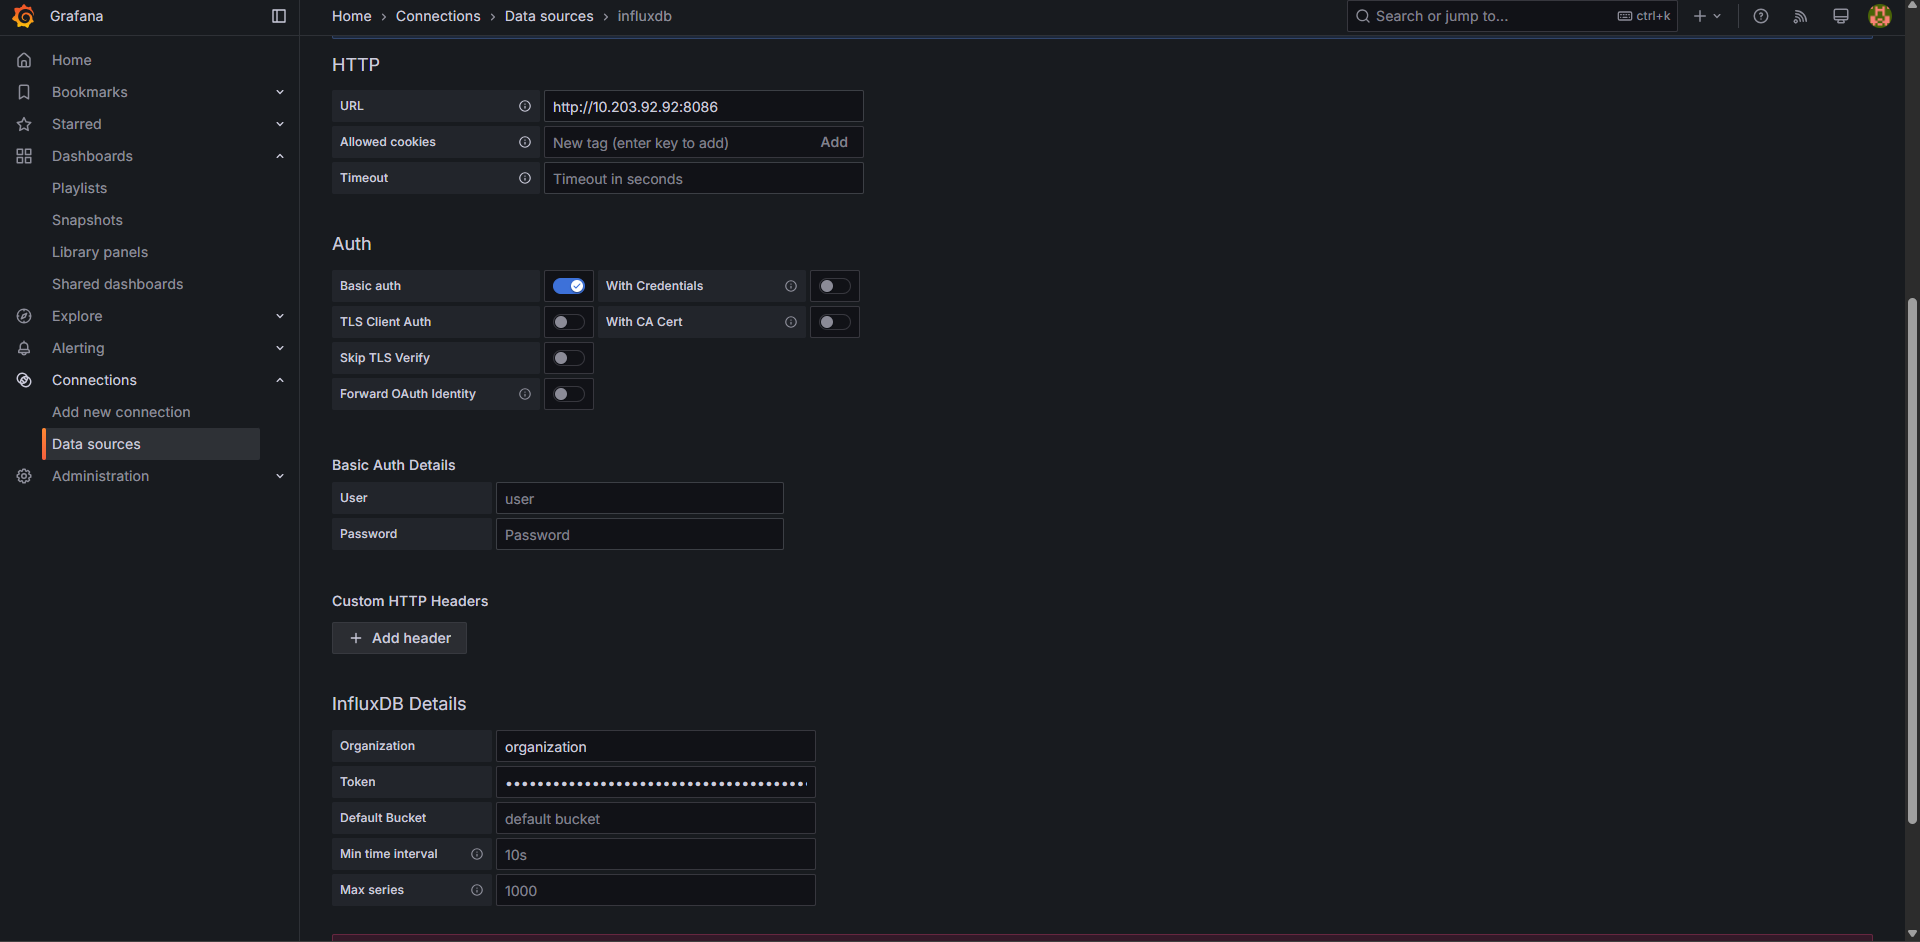 Grafana
Home › Connections › Data sources › influxdb
Search or jump to...
ctrl+k
Home
Bookmarks
Starred
Dashboards
Playlists
Snapshots
Library panels
Shared dashboards
Explore
Alerting
Connections
Add new connection
Data sources
Administration
HTTP
URL
http://10.203.92.92:8086
Allowed cookies
New tag (enter key to add)
Add
Timeout
Timeout in seconds
Auth
Basic auth
With Credentials
TLS Client Auth
With CA Cert
Skip TLS Verify
Forward OAuth Identity
Basic Auth Details
User
user
Password
Password
Custom HTTP Headers
+ Add header
InfluxDB Details
Organization
organization
Token
Default Bucket
default bucket
Min time interval
10s
Max series
1000